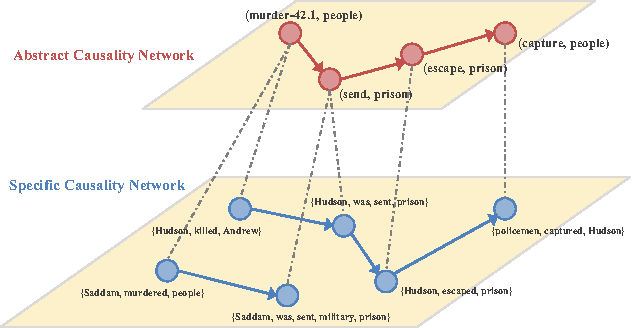 (murder-42.1, people)
Abstract Causality Network
(capture, people)
(escape, prison)
(send, prison)
Specific Causality Network
{Hudson, was, sent, prison}
{Hudson, killed, Andrew}
{policemen, captured, Hudson}
{Saddam, murdered, people}
{Hudson, escaped, prison}
{Saddam, was, sent, military, prison}